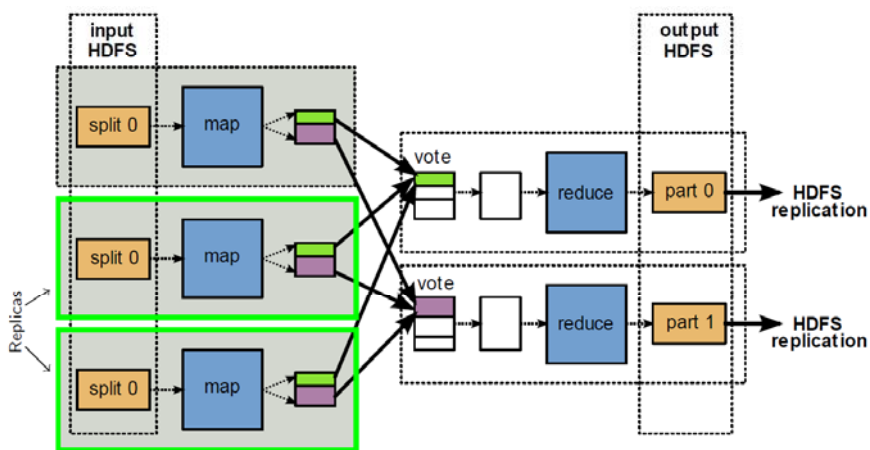 input
HDFS
output
HDFS
split 0
map
vote
reduce
part 0
HDFS
replication
Replicas
split 0
map
vote
reduce
part 1
HDFS
replication
split 0
map